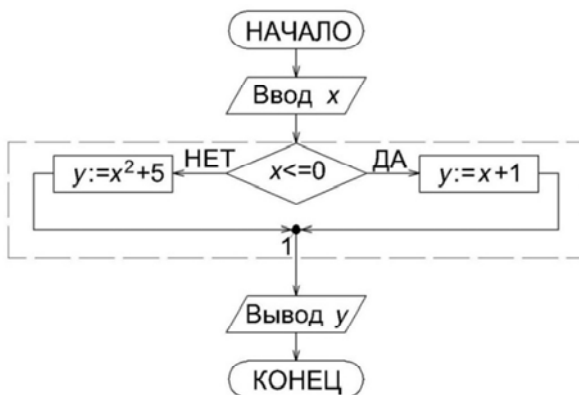 НАЧАЛО
Ввод x
НЕТ
ДА
y:=x²+5
x<=0
y:=x+1
1
Вывод y
КОНЕЦ